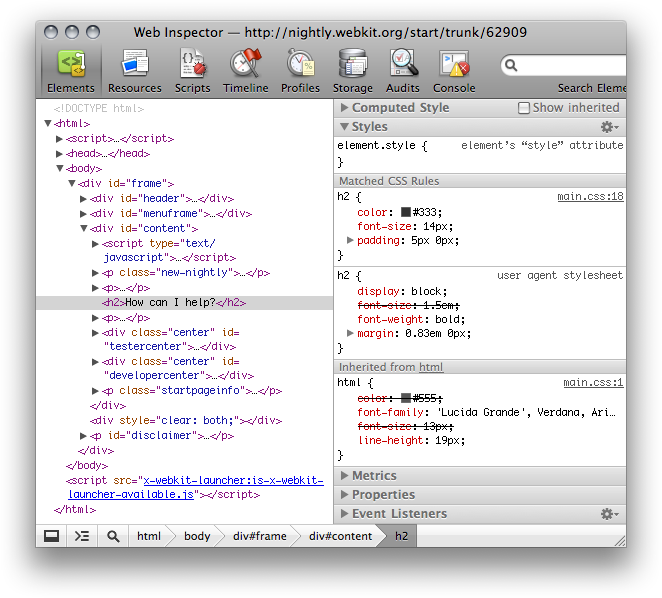 Web Inspector — http://nightly.webkit.org/start/trunk/62909
Elements Resources Scripts Timeline Profiles Storage Audits Console Search Eleme
<!DOCTYPE html>
▼<html>
▶<script>…</script>
▶<head>…</head>
▼<body>
▼<div id="frame">
▶<div id="header">…</div>
▶<div id="menuframe">…</div>
▼<div id="content">
▶<script type="text/
javascript">…</script>
▶<p class="new-nightly">…</p>
▶<p>…</p>
<h2>How can I help?</h2>
▶<p>…</p>
▶<div class="center" id=
"testercenter">…</div>
▶<div class="center" id=
"developercenter">…</div>
▶<p class="startpageinfo">…</p>
</div>
<div style="clear: both;"></div>
▶<p id="disclaimer">…</p>
</div>
</body>
<script src="x-webkit-launcher:is-x-webkit-
launcher-available.js"></script>
</html>
▶ Computed Style Show inherited
▼ Styles
element.style { element's “style” attribute
}
Matched CSS Rules
h2 { main.css:18
color: #333;
font-size: 14px;
▶ padding: 5px 0px;
}
h2 { user agent stylesheet
display: block;
font-size: 1.5em;
font-weight: bold;
▶ margin: 0.83em 0px;
}
Inherited from html
html { main.css:1
color: #555;
font-family: 'Lucida Grande', Verdana, Ari…
font-size: 13px;
line-height: 19px;
}
▶ Metrics
▶ Properties
▶ Event Listeners
html body div#frame div#content h2